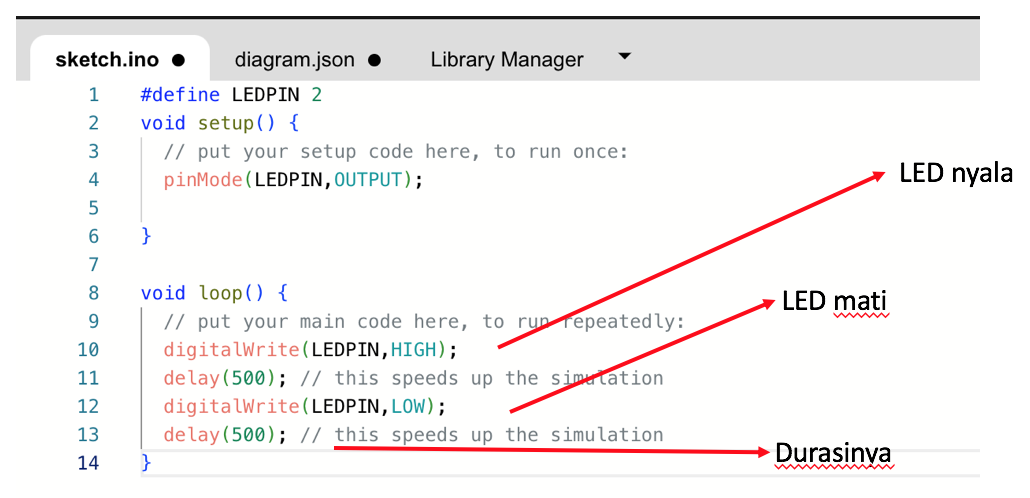 sketch.ino ● diagram.json ● Library Manager ▼
1 #define LEDPIN 2
2 void setup() {
3 // put your setup code here, to run once:
4 pinMode(LEDPIN,OUTPUT);
LED nyala
5
6 }
7
8 void loop() {
LED mati
9 // put your main code here, to run repeatedly:
10 digitalWrite(LEDPIN,HIGH);
11 delay(500); // this speeds up the simulation
12 digitalWrite(LEDPIN,LOW);
13 delay(500); // this speeds up the simulation
Durasinya
14 }